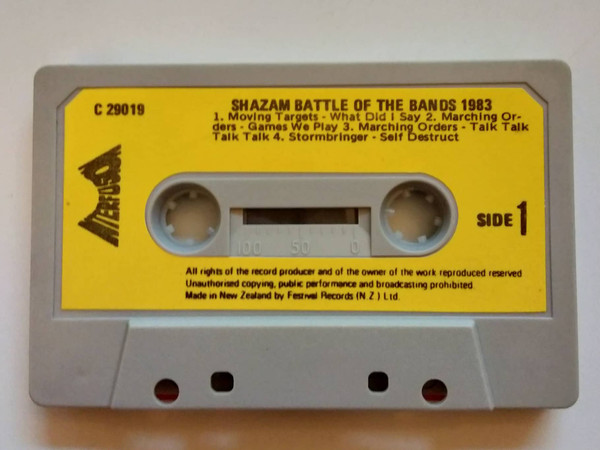 C 29019
SHAZAM BATTLE OF THE BANDS 1983
1. Moving Targets - What Did I Say 2. Marching Or-
ders - Games We Play 3. Marching Orders - Talk Talk
Talk Talk 4. Stormbringer - Self Destruct
INTERFUSION
SIDE 1
100 50 0
All rights of the record producer and of the owner of the work reproduced reserved
Unauthorised copying, public performance and broadcasting prohibited.
Made in New Zealand by Festival Records (N.Z.) Ltd.